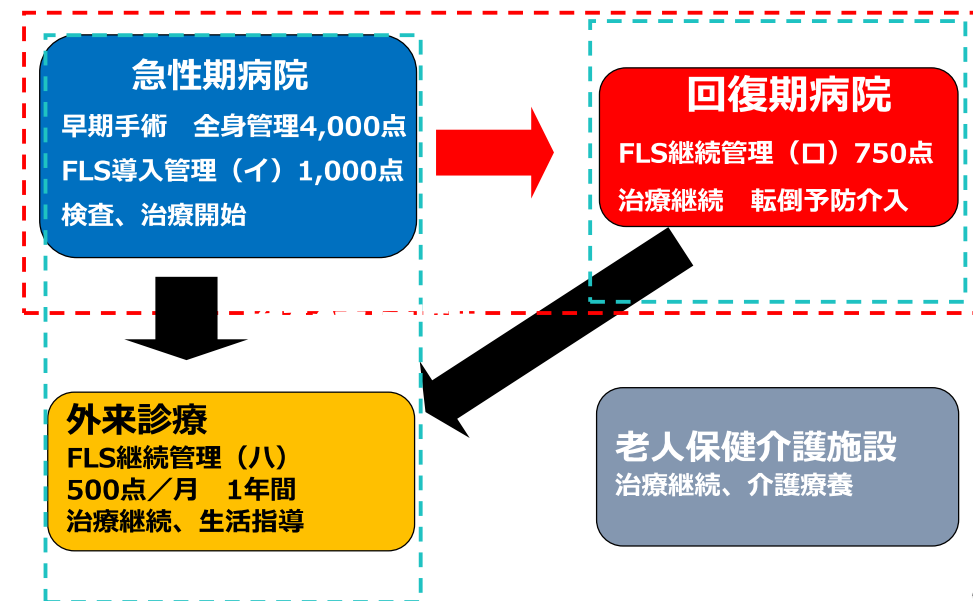 急性期病院
早期手術　全身管理4,000点
FLS導入管理（イ）1,000点
検査、治療開始
回復期病院
FLS継続管理（ロ）750点
治療継続　転倒予防介入
外来診療
FLS継続管理（ハ）
500点／月　1年間
治療継続、生活指導
老人保健介護施設
治療継続、介護療養